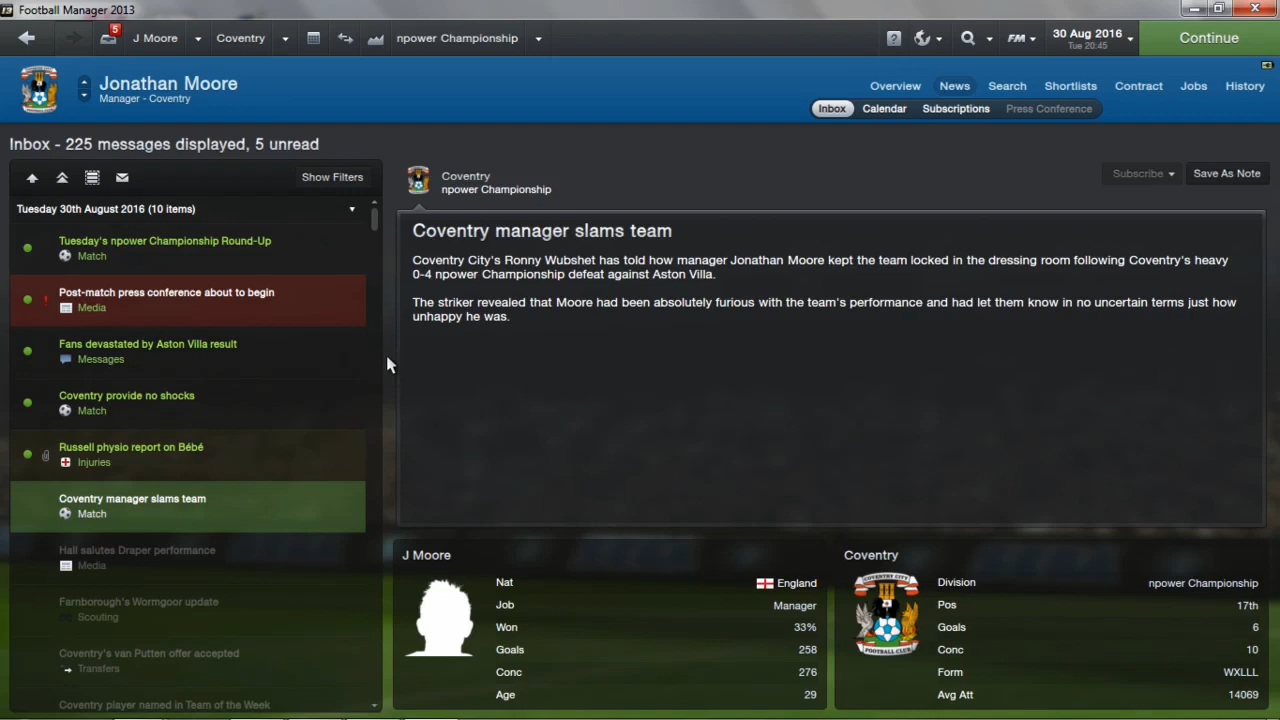 Football Manager 2013
5
J Moore
Coventry
npower Championship
?
FM
30 Aug 2016
Tue 20:45
Continue
Jonathan Moore
Manager - Coventry
Overview News Search Shortlists Contract Jobs History
Inbox Calendar Subscriptions Press Conference
Inbox - 225 messages displayed, 5 unread
Show Filters
Tuesday 30th August 2016 (10 items)
Tuesday's npower Championship Round-Up
Match
Post-match press conference about to begin
Media
Fans devastated by Aston Villa result
Messages
Coventry provide no shocks
Match
Russell physio report on Bébé
Injuries
Coventry manager slams team
Match
Hall salutes Draper performance
Media
Farnborough's Wormgoor update
Scouting
Coventry's van Putten offer accepted
Transfers
Coventry player named in Team of the Week
Coventry
npower Championship
Subscribe
Save As Note
Coventry manager slams team
Coventry City's Ronny Wubshet has told how manager Jonathan Moore kept the team locked in the dressing room following Coventry's heavy
0-4 npower Championship defeat against Aston Villa.
The striker revealed that Moore had been absolutely furious with the team's performance and had let them know in no uncertain terms just how
unhappy he was.
J Moore
Nat England
Job Manager
Won 33%
Goals 258
Conc 276
Age 29
Coventry
Division npower Championship
Pos 17th
Goals 6
Conc 10
Form WXLLL
Avg Att 14069